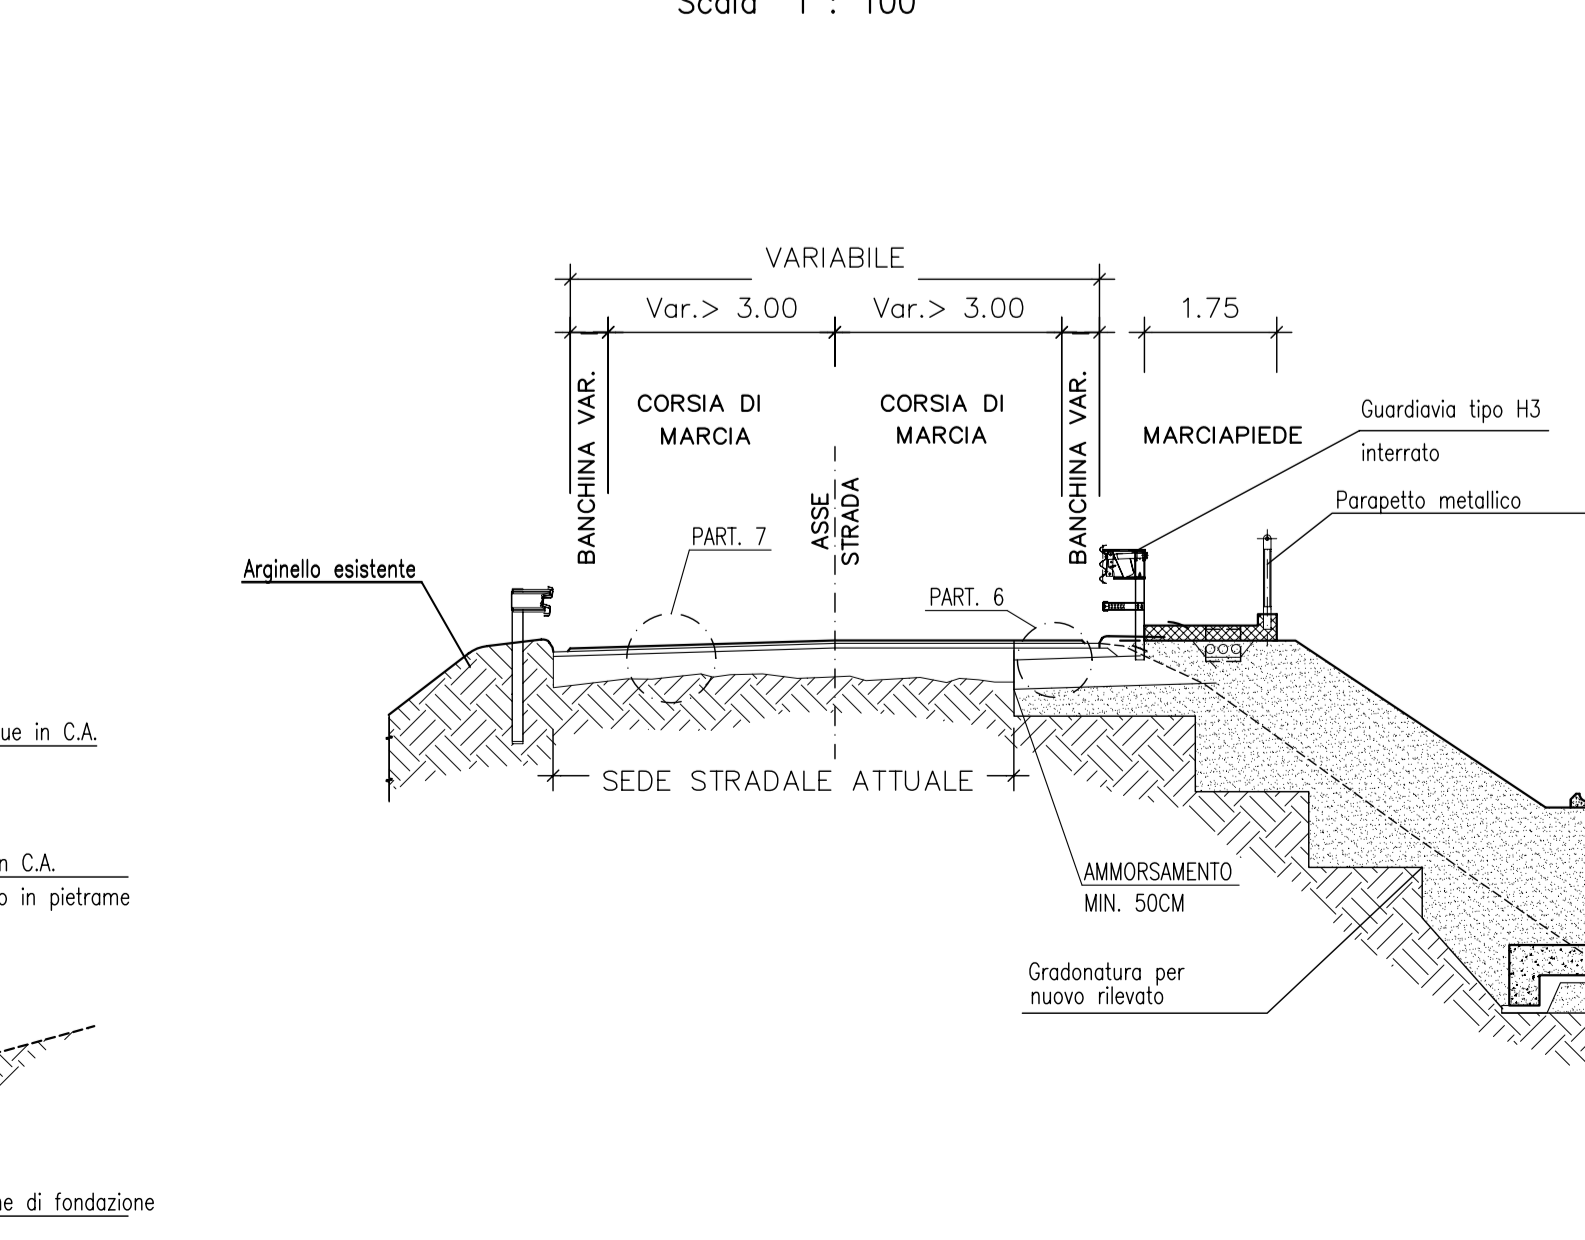 Scala 1 : 100
VARIABILE
Var.> 3.00
Var.> 3.00
1.75
BANCHINA VAR.
CORSIA DI
MARCIA
ASSE
STRADA
CORSIA DI
MARCIA
BANCHINA VAR.
MARCIAPIEDE
Guardiavia tipo H3
interrato
Parapetto metallico
PART. 7
PART. 6
Arginello esistente
SEDE STRADALE ATTUALE
AMMORSAMENTO
MIN. 50CM
Gradonatura per
nuovo rilevato
ue in C.A.
n C.A.
o in pietrame
ne di fondazione